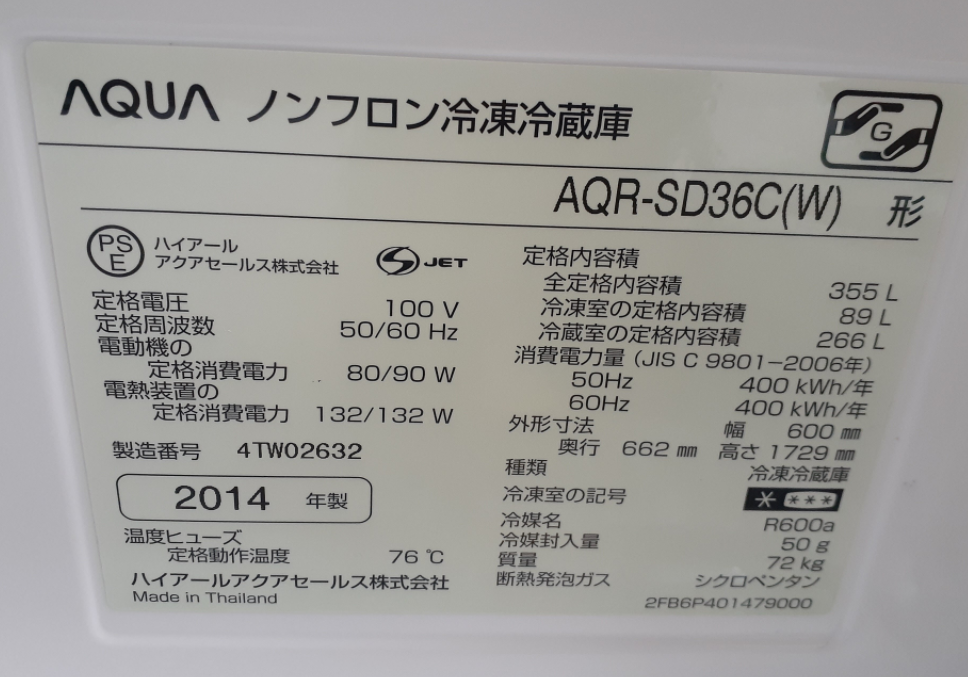 AQUA ノンフロン冷凍冷蔵庫
G
AQR-SD36C(W) 形
PS
E
ハイアール
アクアセールス株式会社
S JET
定格電圧 100 V
定格周波数 50/60 Hz
電動機の
定格消費電力 80/90 W
電熱装置の
定格消費電力 132/132 W
製造番号 4TW02632
2014 年製
温度ヒューズ
定格動作温度 76 ℃
ハイアールアクアセールス株式会社
Made in Thailand
定格内容積
全定格内容積 355 L
冷凍室の定格内容積 89 L
冷蔵室の定格内容積 266 L
消費電力量 (JIS C 9801-2006年)
50Hz 400 kWh/年
60Hz 400 kWh/年
外形寸法 幅 600 mm
奥行 662 mm 高さ 1729 mm
種類 冷凍冷蔵庫
冷凍室の記号 * ***
冷媒名 R600a
冷媒封入量 50 g
質量 72 kg
断熱発泡ガス シクロペンタン
2FB6P401479000